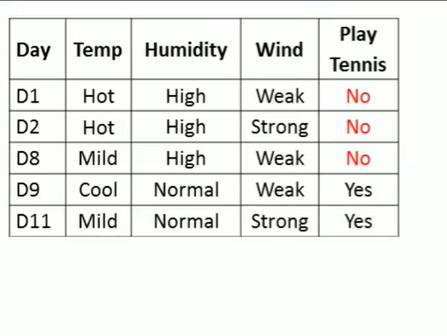 Day Temp Humidity Wind Play Tennis
D1 Hot High Weak No
D2 Hot High Strong No
D8 Mild High Weak No
D9 Cool Normal Weak Yes
D11 Mild Normal Strong Yes